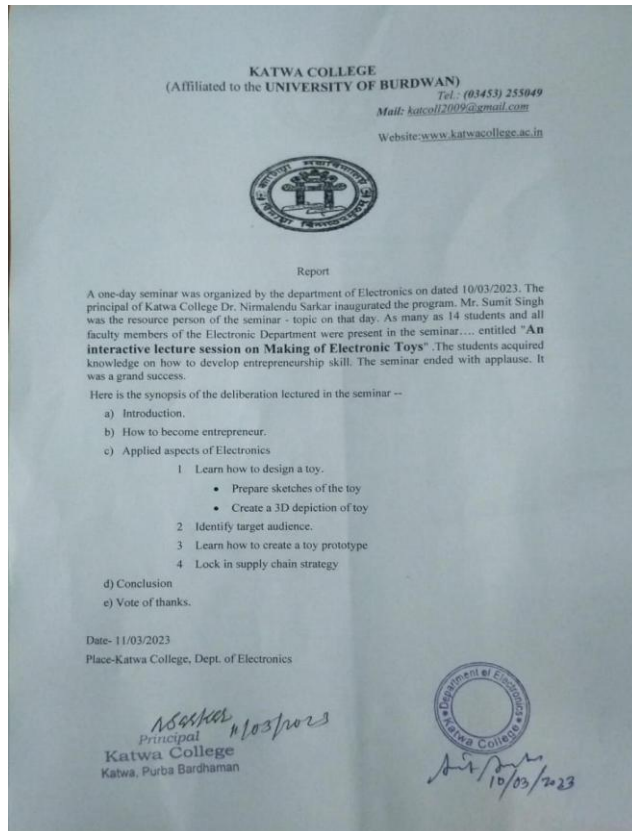 KATWA COLLEGE
(Affiliated to the UNIVERSITY OF BURDWAN)
Tel.: (03453) 255049
Mail: katcoll2009@gmail.com
Website:www.katwacollege.ac.in
Report
A one-day seminar was organized by the department of Electronics on dated 10/03/2023. The
principal of Katwa College Dr. Nirmalendu Sarkar inaugurated the program. Mr. Sumit Singh
was the resource person of the seminar - topic on that day. As many as 14 students and all
faculty members of the Electronic Department were present in the seminar…. entitled "An
interactive lecture session on Making of Electronic Toys" .The students acquired
knowledge on how to develop entrepreneurship skill. The seminar ended with applause. It
was a grand success.
Here is the synopsis of the deliberation lectured in the seminar --
a) Introduction.
b) How to become entrepreneur.
c) Applied aspects of Electronics
1 Learn how to design a toy.
• Prepare sketches of the toy
• Create a 3D depiction of toy
2 Identify target audience.
3 Learn how to create a toy prototype
4 Lock in supply chain strategy
d) Conclusion
e) Vote of thanks.
Date- 11/03/2023
Place-Katwa College, Dept. of Electronics
NSarkar 11/03/2023
Principal
Katwa College
Katwa, Purba Bardhaman
Department of Electronics
Katwa College
10/03/2023